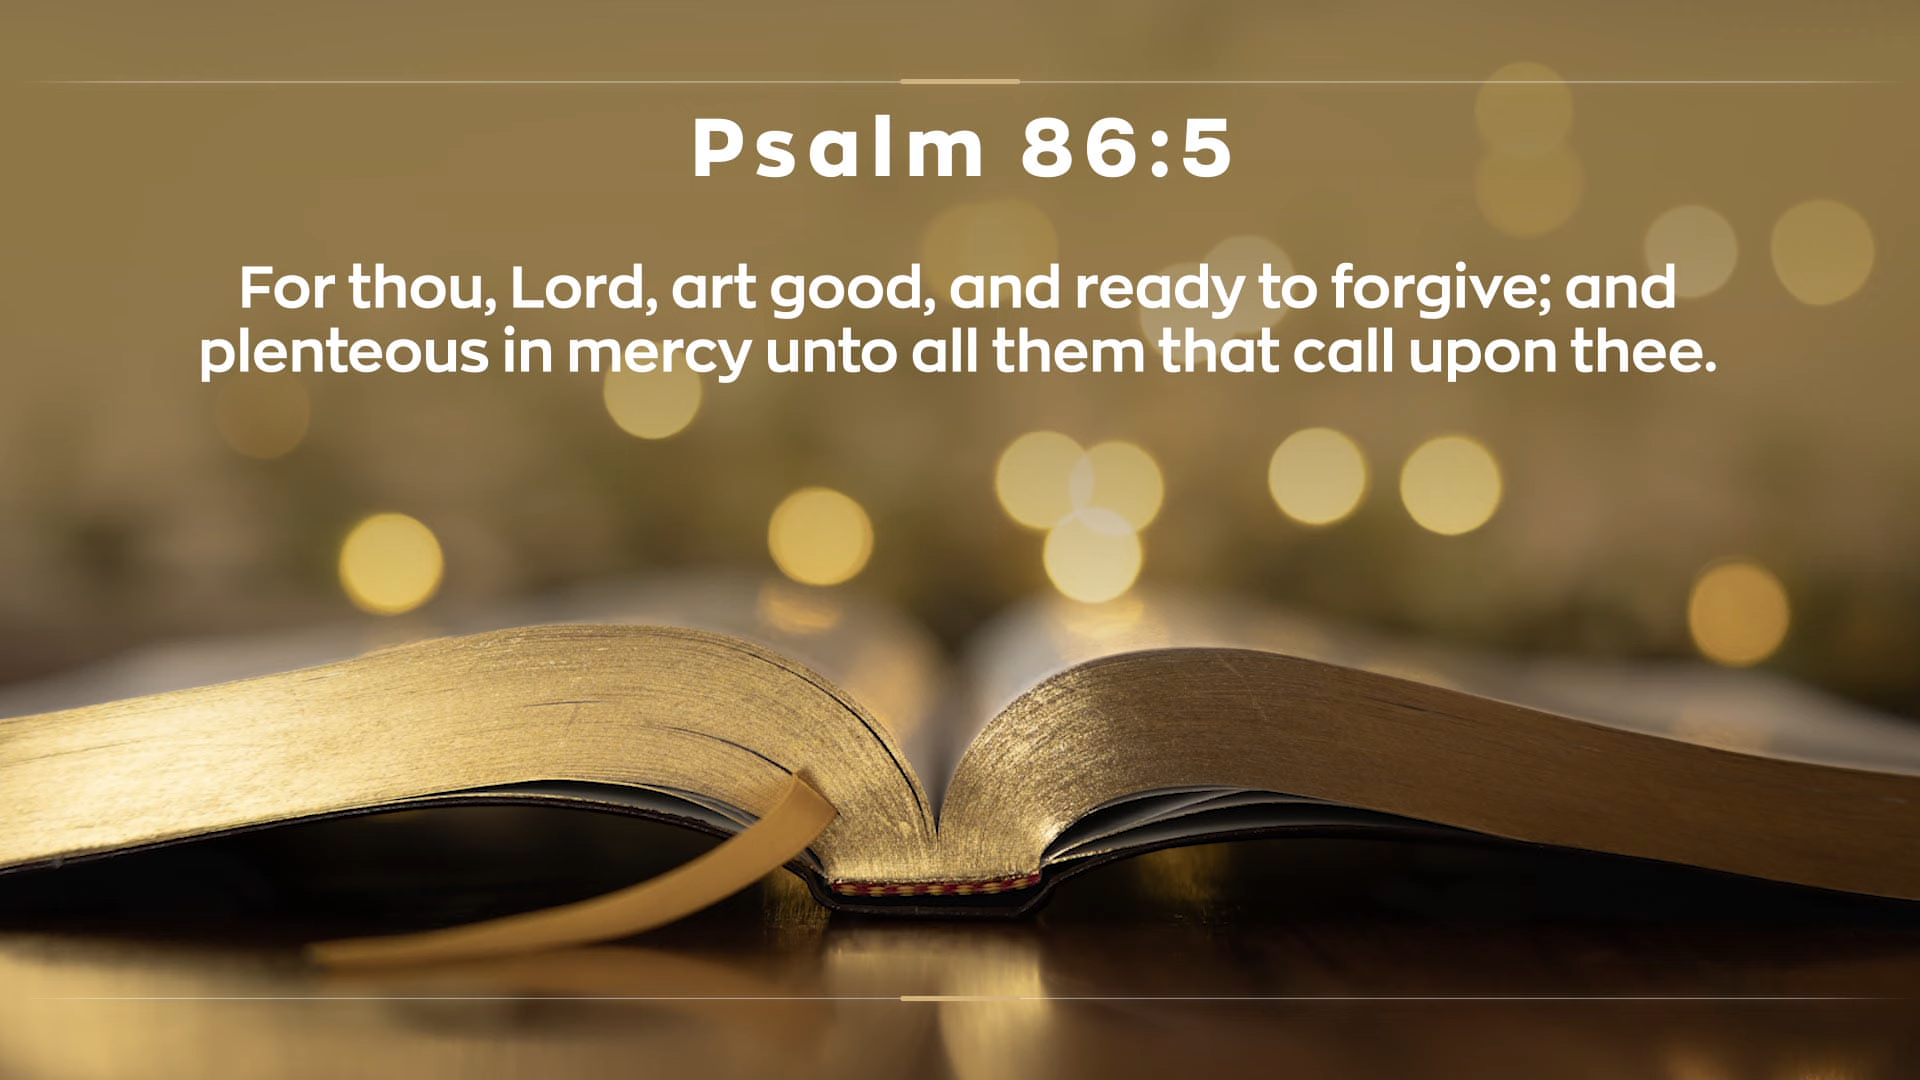 Psalm 86:5
For thou, Lord, art good, and ready to forgive; and
plenteous in mercy unto all them that call upon thee.